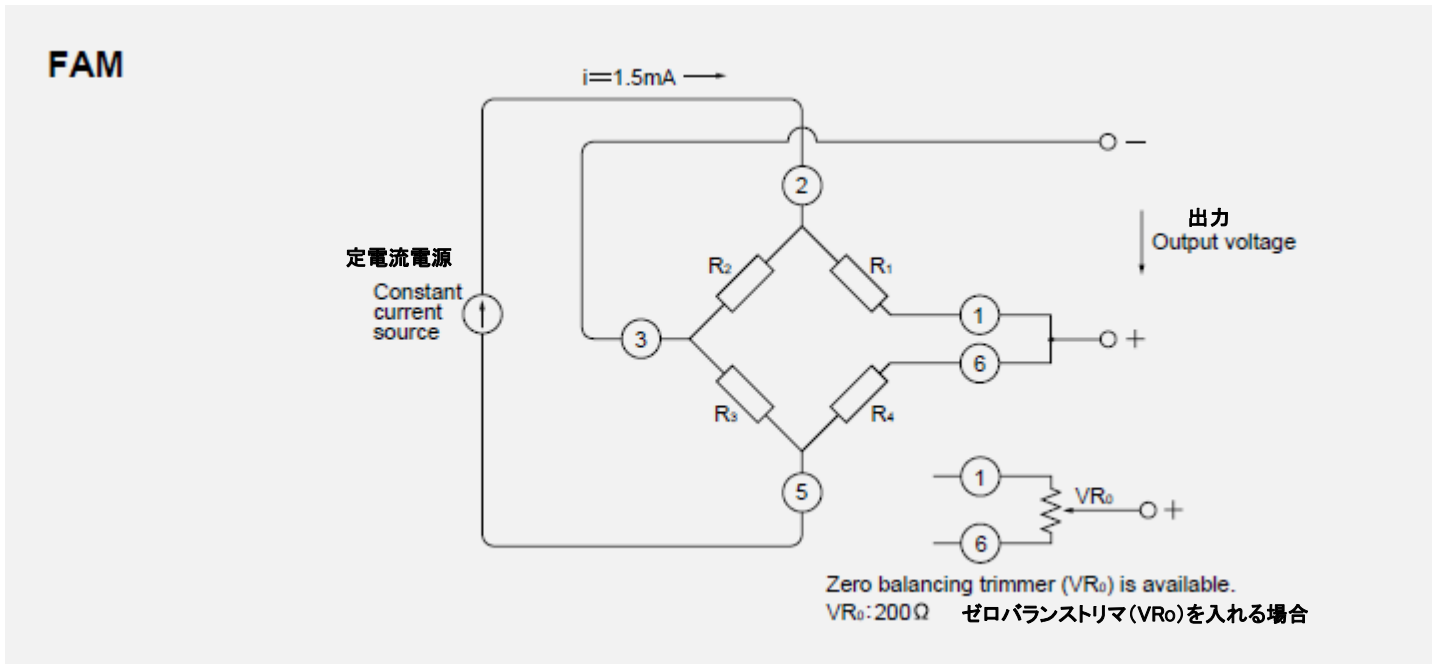 FAM
i＝1.5mA
−
2
出力
Output voltage
定電流電源
Constant
current
source
R₂
R₁
1
3
+
6
R₃
R₄
5
1
VR₀
+
6
Zero balancing trimmer (VR₀) is available.
VR₀:200Ω ゼロバランストリマ(VRo)を入れる場合